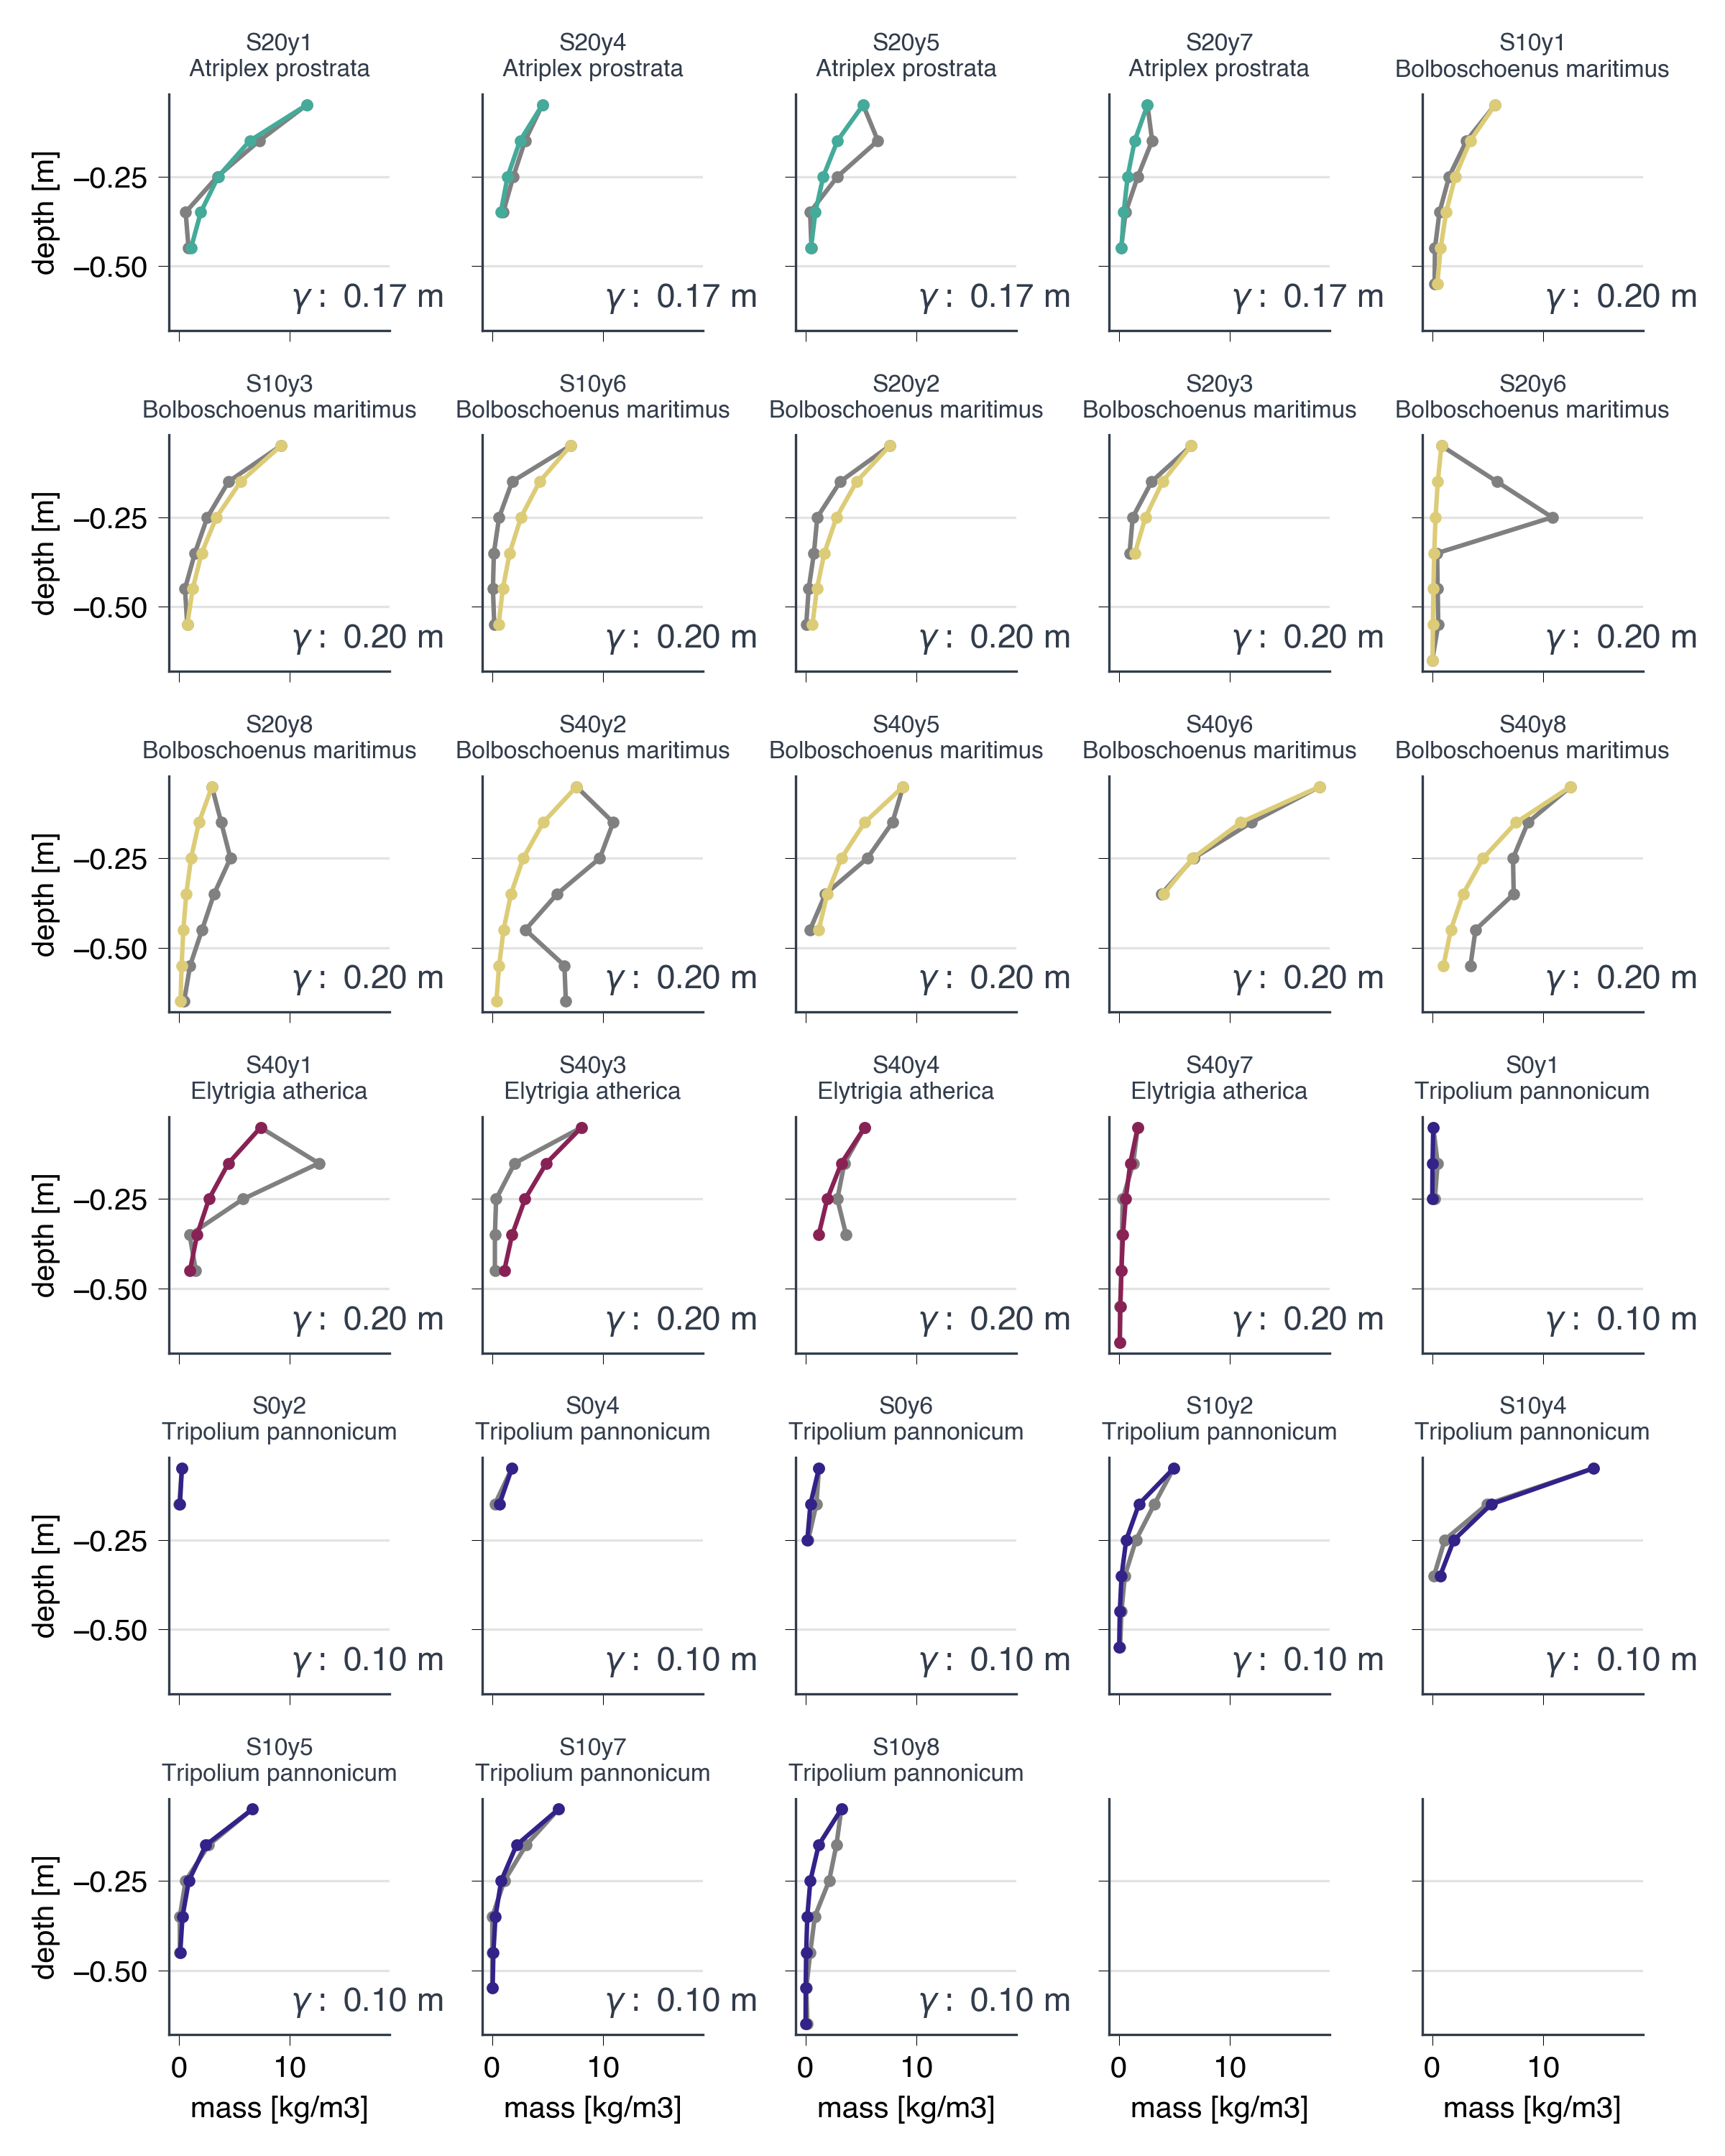 S20y1
Atriplex prostrata
S20y4
Atriplex prostrata
S20y5
Atriplex prostrata
S20y7
Atriplex prostrata
S10y1
Bolboschoenus maritimus
depth [m]
−0.25
−0.50
γ : 0.17 m
γ : 0.17 m
γ : 0.17 m
γ : 0.17 m
γ : 0.20 m
S10y3
Bolboschoenus maritimus
S10y6
Bolboschoenus maritimus
S20y2
Bolboschoenus maritimus
S20y3
Bolboschoenus maritimus
S20y6
Bolboschoenus maritimus
depth [m]
−0.25
−0.50
γ : 0.20 m
γ : 0.20 m
γ : 0.20 m
γ : 0.20 m
γ : 0.20 m
S20y8
Bolboschoenus maritimus
S40y2
Bolboschoenus maritimus
S40y5
Bolboschoenus maritimus
S40y6
Bolboschoenus maritimus
S40y8
Bolboschoenus maritimus
depth [m]
−0.25
−0.50
γ : 0.20 m
γ : 0.20 m
γ : 0.20 m
γ : 0.20 m
γ : 0.20 m
S40y1
Elytrigia atherica
S40y3
Elytrigia atherica
S40y4
Elytrigia atherica
S40y7
Elytrigia atherica
S0y1
Tripolium pannonicum
depth [m]
−0.25
−0.50
γ : 0.20 m
γ : 0.20 m
γ : 0.20 m
γ : 0.20 m
γ : 0.10 m
S0y2
Tripolium pannonicum
S0y4
Tripolium pannonicum
S0y6
Tripolium pannonicum
S10y2
Tripolium pannonicum
S10y4
Tripolium pannonicum
depth [m]
−0.25
−0.50
γ : 0.10 m
γ : 0.10 m
γ : 0.10 m
γ : 0.10 m
γ : 0.10 m
S10y5
Tripolium pannonicum
S10y7
Tripolium pannonicum
S10y8
Tripolium pannonicum
depth [m]
−0.25
−0.50
γ : 0.10 m
γ : 0.10 m
γ : 0.10 m
0 10
0 10
0 10
0 10
0 10
mass [kg/m3]
mass [kg/m3]
mass [kg/m3]
mass [kg/m3]
mass [kg/m3]